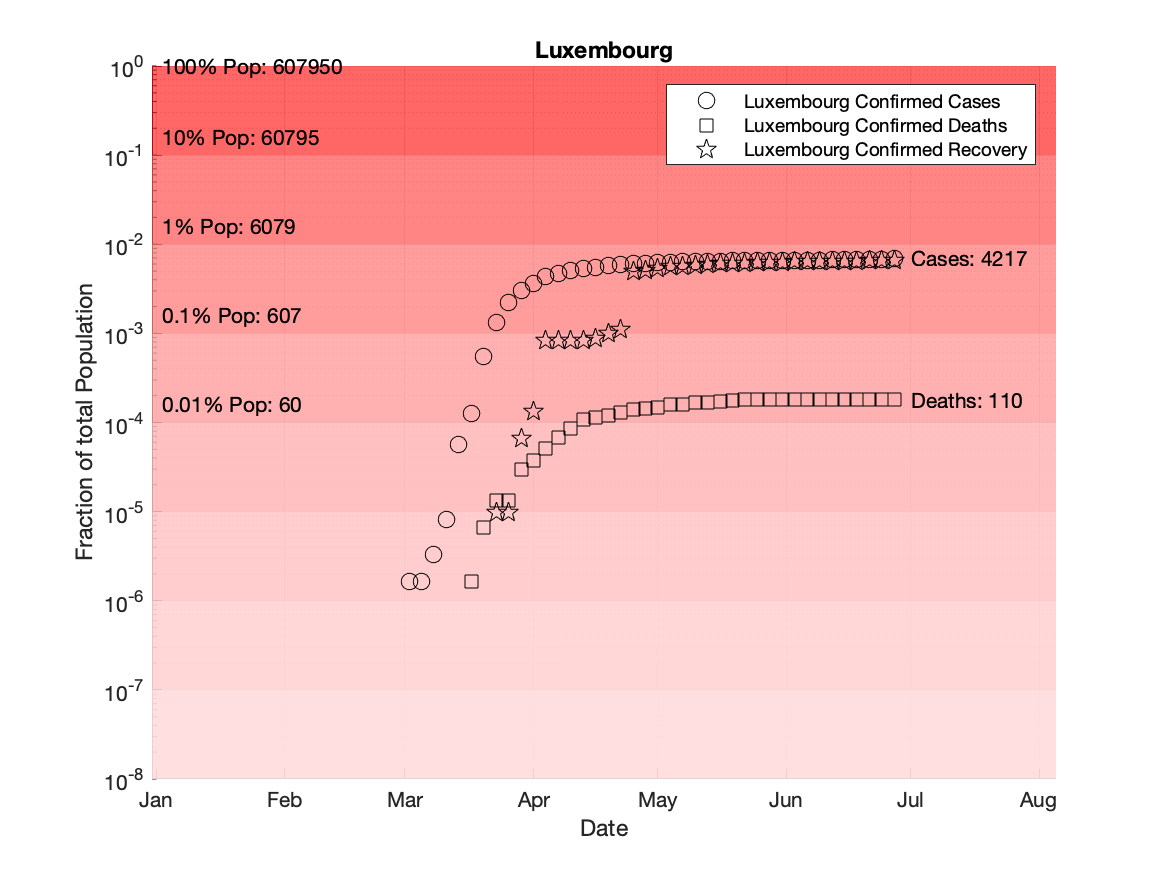 Luxembourg
10^0
100% Pop: 607950
Luxembourg Confirmed Cases
Luxembourg Confirmed Deaths
Luxembourg Confirmed Recovery
10% Pop: 60795
10^-1
1% Pop: 6079
10^-2
Cases: 4217
0.1% Pop: 607
10^-3
0.01% Pop: 60
Deaths: 110
10^-4
10^-5
10^-6
10^-7
10^-8
Fraction of total Population
Jan Feb Mar Apr May Jun Jul Aug
Date